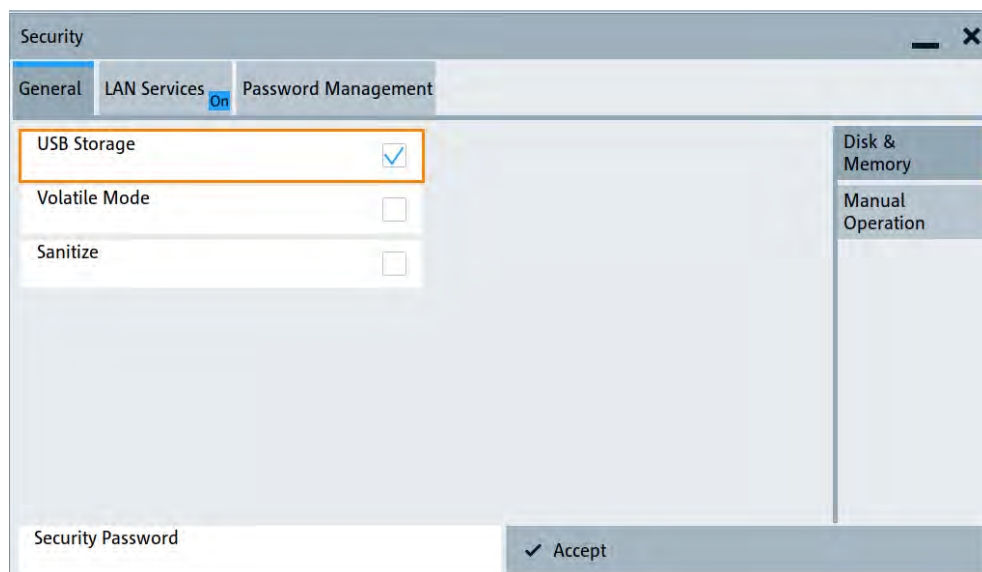 Security
General
LAN Services
On
Password Management
USB Storage
Volatile Mode
Sanitize
Disk &
Memory
Manual
Operation
Security Password
Accept